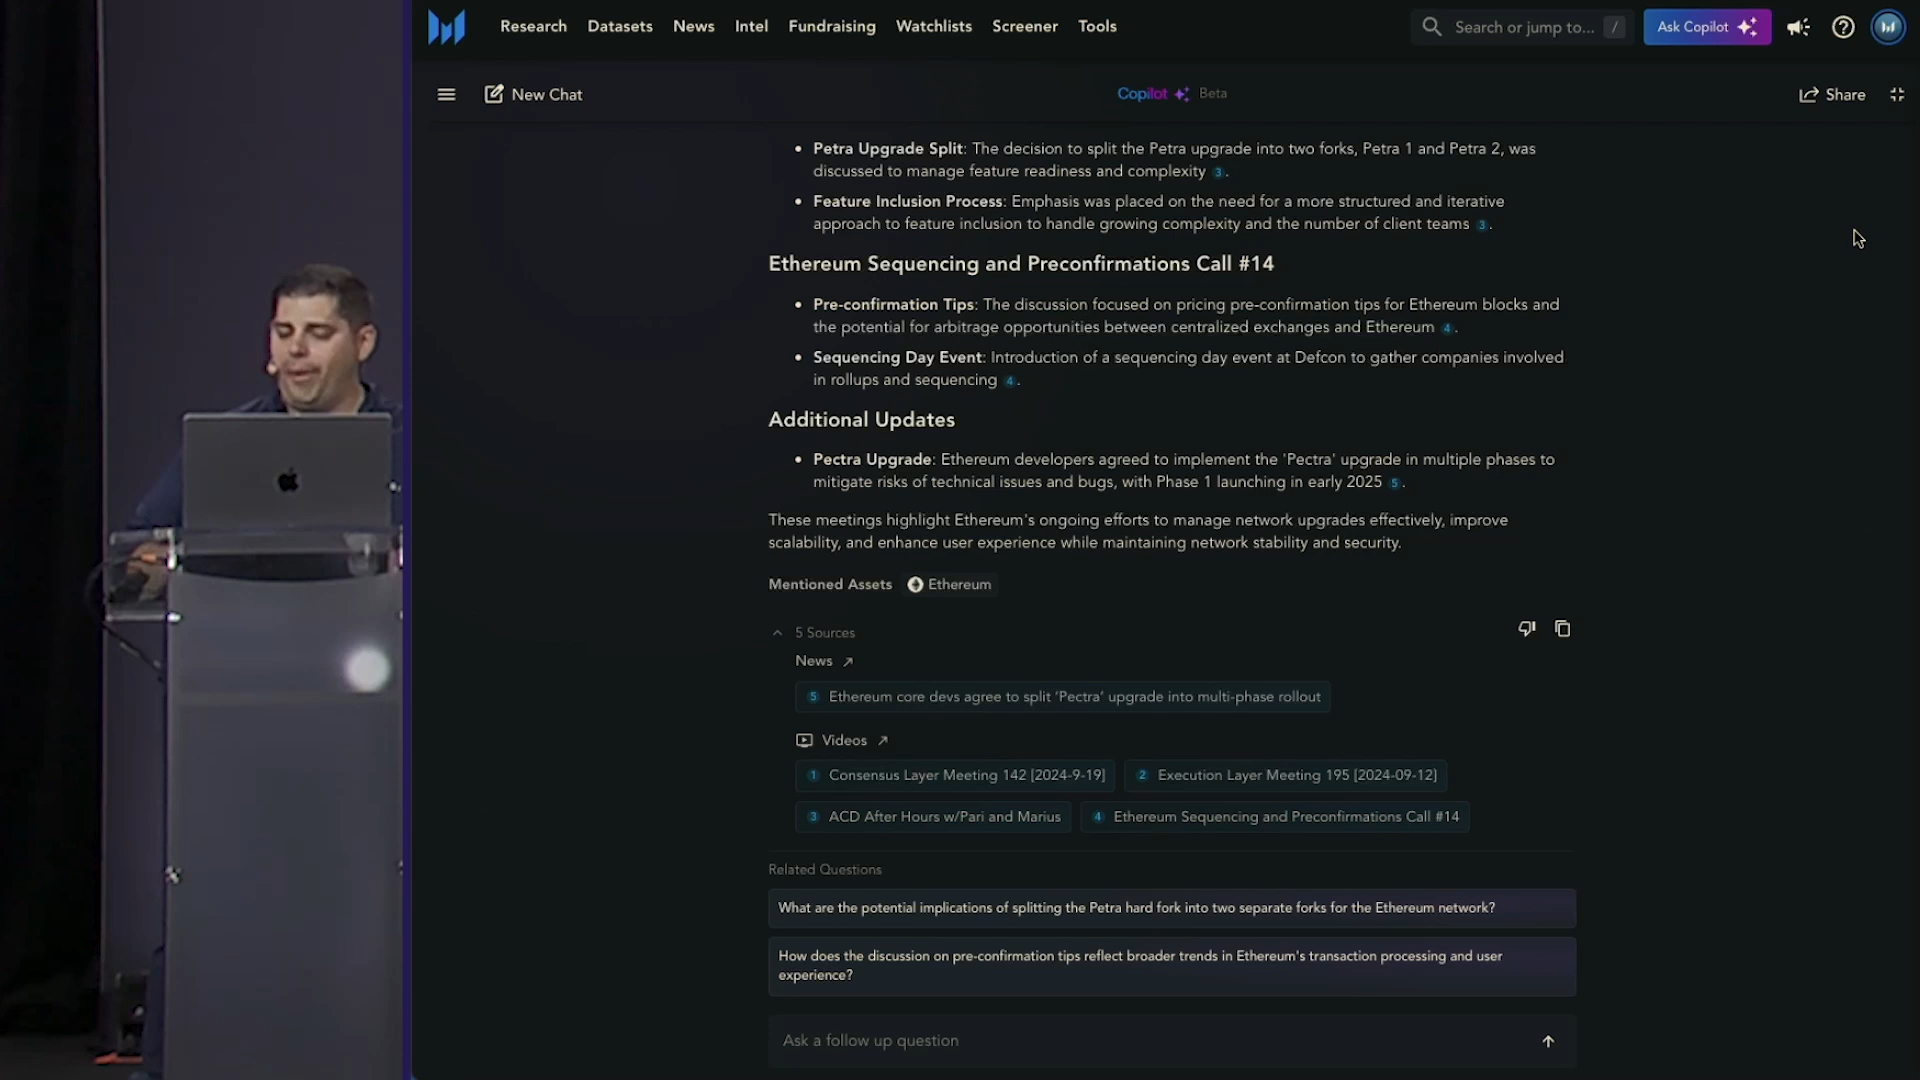 Research Datasets News Intel Fundraising Watchlists Screener Tools
Search or jump to... /
Ask Copilot
New Chat
Copilot Beta
Share
• Petra Upgrade Split: The decision to split the Petra upgrade into two forks, Petra 1 and Petra 2, was
discussed to manage feature readiness and complexity 3.
• Feature Inclusion Process: Emphasis was placed on the need for a more structured and iterative
approach to feature inclusion to handle growing complexity and the number of client teams 3.
Ethereum Sequencing and Preconfirmations Call #14
• Pre-confirmation Tips: The discussion focused on pricing pre-confirmation tips for Ethereum blocks and
the potential for arbitrage opportunities between centralized exchanges and Ethereum 4.
• Sequencing Day Event: Introduction of a sequencing day event at Defcon to gather companies involved
in rollups and sequencing 4.
Additional Updates
• Pectra Upgrade: Ethereum developers agreed to implement the 'Pectra' upgrade in multiple phases to
mitigate risks of technical issues and bugs, with Phase 1 launching in early 2025 5.
These meetings highlight Ethereum's ongoing efforts to manage network upgrades effectively, improve
scalability, and enhance user experience while maintaining network stability and security.
Mentioned Assets Ethereum
5 Sources
News
5 Ethereum core devs agree to split 'Pectra' upgrade into multi-phase rollout
Videos
1 Consensus Layer Meeting 142 [2024-9-19] 2 Execution Layer Meeting 195 [2024-09-12]
3 ACD After Hours w/Pari and Marius 4 Ethereum Sequencing and Preconfirmations Call #14
Related Questions
What are the potential implications of splitting the Petra hard fork into two separate forks for the Ethereum network?
How does the discussion on pre-confirmation tips reflect broader trends in Ethereum's transaction processing and user
experience?
Ask a follow up question